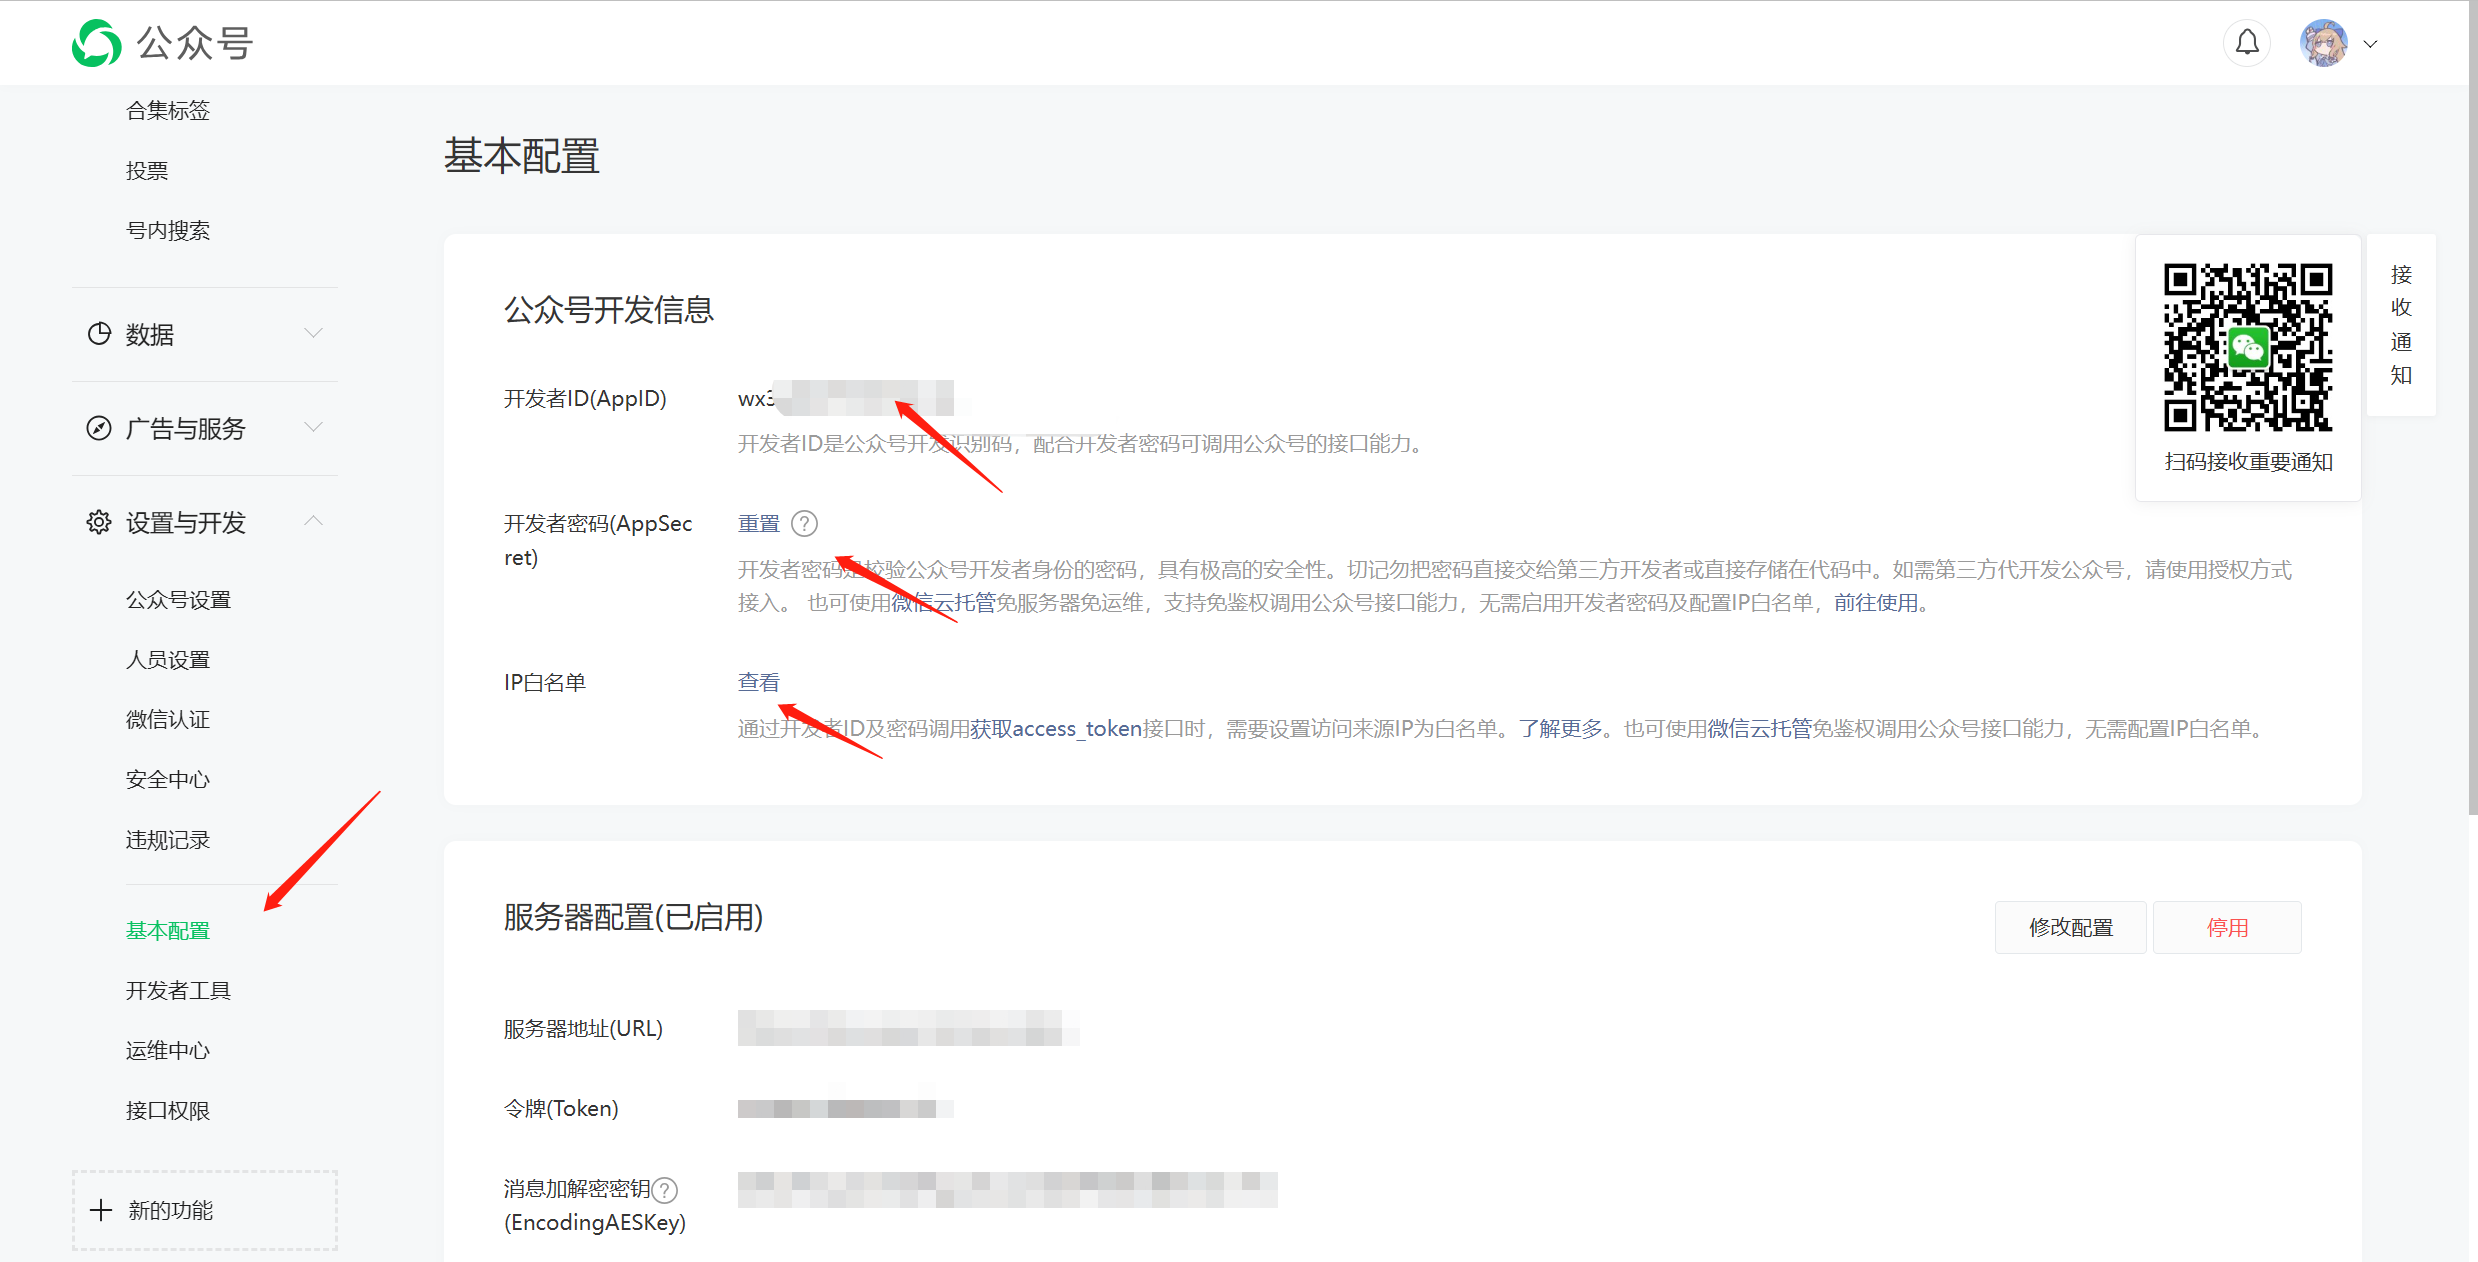 公众号
合集标签
投票
号内搜索
数据
广告与服务
设置与开发
公众号设置
人员设置
微信认证
安全中心
违规记录
基本配置
开发者工具
运维中心
接口权限
新的功能
基本配置
公众号开发信息
开发者ID(AppID)
wx3
开发者ID是公众号开发识别码，配合开发者密码可调用公众号的接口能力。
开发者密码(AppSec
ret)
重置 ?
开发者密码是校验公众号开发者身份的密码，具有极高的安全性。切记勿把密码直接交给第三方开发者或直接存储在代码中。如需第三方代开发公众号，请使用授权方式
接入。 也可使用微信云托管免服务器免运维，支持免鉴权调用公众号接口能力，无需启用开发者密码及配置IP白名单，前往使用。
IP白名单
查看
通过开发者ID及密码调用获取access_token接口时，需要设置访问来源IP为白名单。了解更多。也可使用微信云托管免鉴权调用公众号接口能力，无需配置IP白名单。
扫码接收重要通知
接
收
通
知
服务器配置(已启用)
修改配置
停用
服务器地址(URL)
令牌(Token)
消息加解密密钥?
(EncodingAESKey)